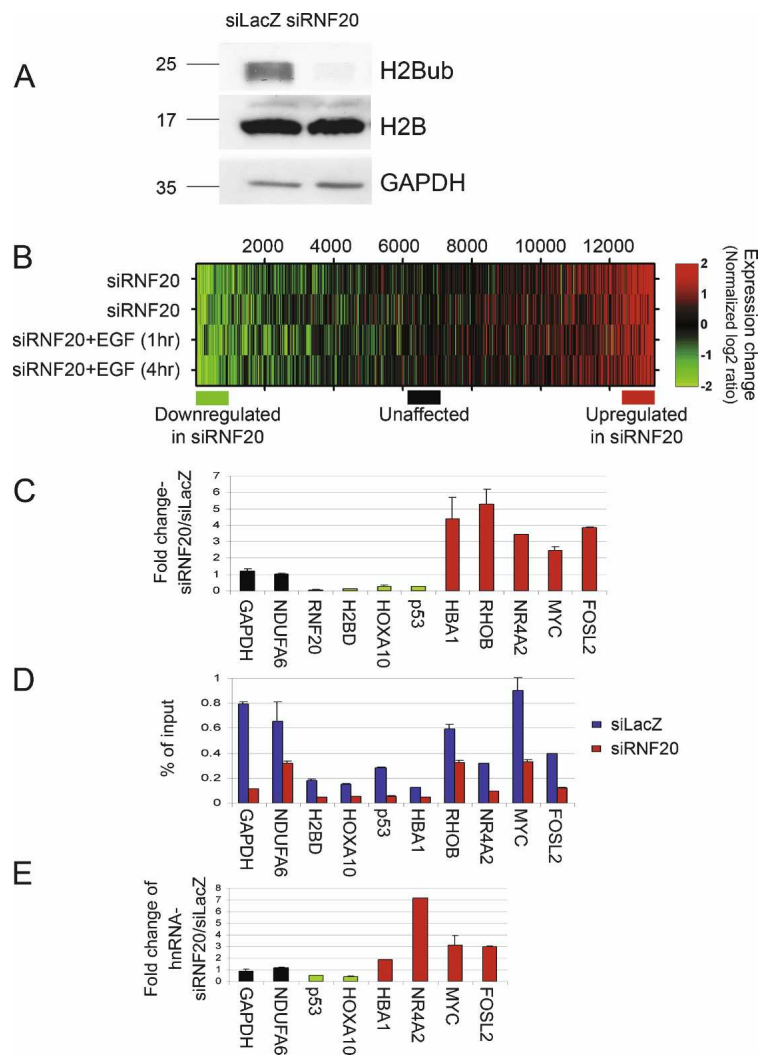 siLacZ siRNF20
A
25
H2Bub
17
H2B
35
GAPDH
B
2000 4000 6000 8000 10000 12000
siRNF20
siRNF20
siRNF20+EGF (1hr)
siRNF20+EGF (4hr)
2
1
0
-1
-2
Expression change
(Normalized log2 ratio)
Downregulated
in siRNF20
Unaffected
Upregulated
in siRNF20
C
Fold change-
siRNF20/siLacZ
7
6
5
4
3
2
1
0
GAPDH
NDUFA6
RNF20
H2BD
HOXA10
p53
HBA1
RHOB
NR4A2
MYC
FOSL2
D
% of input
1
0.8
0.6
0.4
0.2
0
siLacZ
siRNF20
GAPDH
NDUFA6
H2BD
HOXA10
p53
HBA1
RHOB
NR4A2
MYC
FOSL2
E
Fold change of
hnRNA-
siRNF20/siLacZ
8
7
6
5
4
3
2
1
0
GAPDH
NDUFA6
p53
HOXA10
HBA1
NR4A2
MYC
FOSL2